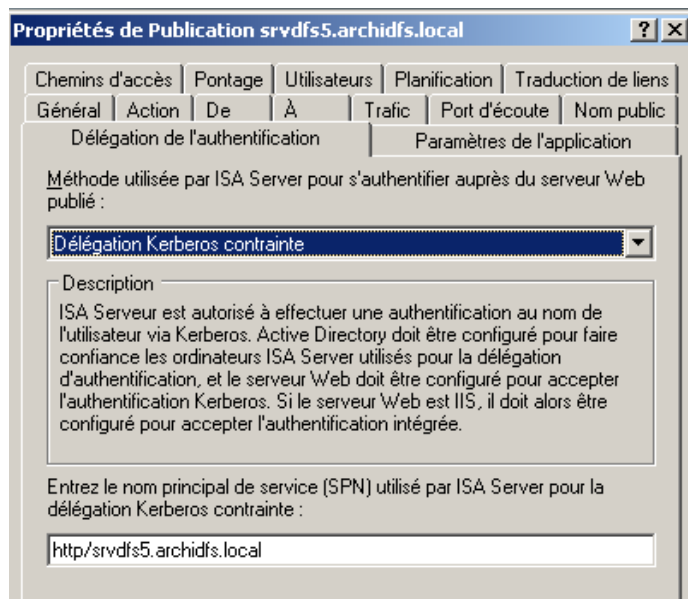 Propriétés de Publication srvdfs5.archidfs.local
Chemins d'accès Pontage Utilisateurs Planification Traduction de liens
Général Action De À Trafic Port d'écoute Nom public
Délégation de l'authentification Paramètres de l'application
Méthode utilisée par ISA Server pour s'authentifier auprès du serveur Web
publié :
Délégation Kerberos contrainte
Description
ISA Serveur est autorisé à effectuer une authentification au nom de
l'utilisateur via Kerberos. Active Directory doit être configuré pour faire
confiance les ordinateurs ISA Server utilisés pour la délégation
d'authentification, et le serveur Web doit être configuré pour accepter
l'authentification Kerberos. Si le serveur Web est IIS, il doit alors être
configuré pour accepter l'authentification intégrée.
Entrez le nom principal de service (SPN) utilisé par ISA Server pour la
délégation Kerberos contrainte :
http/srvdfs5.archidfs.local